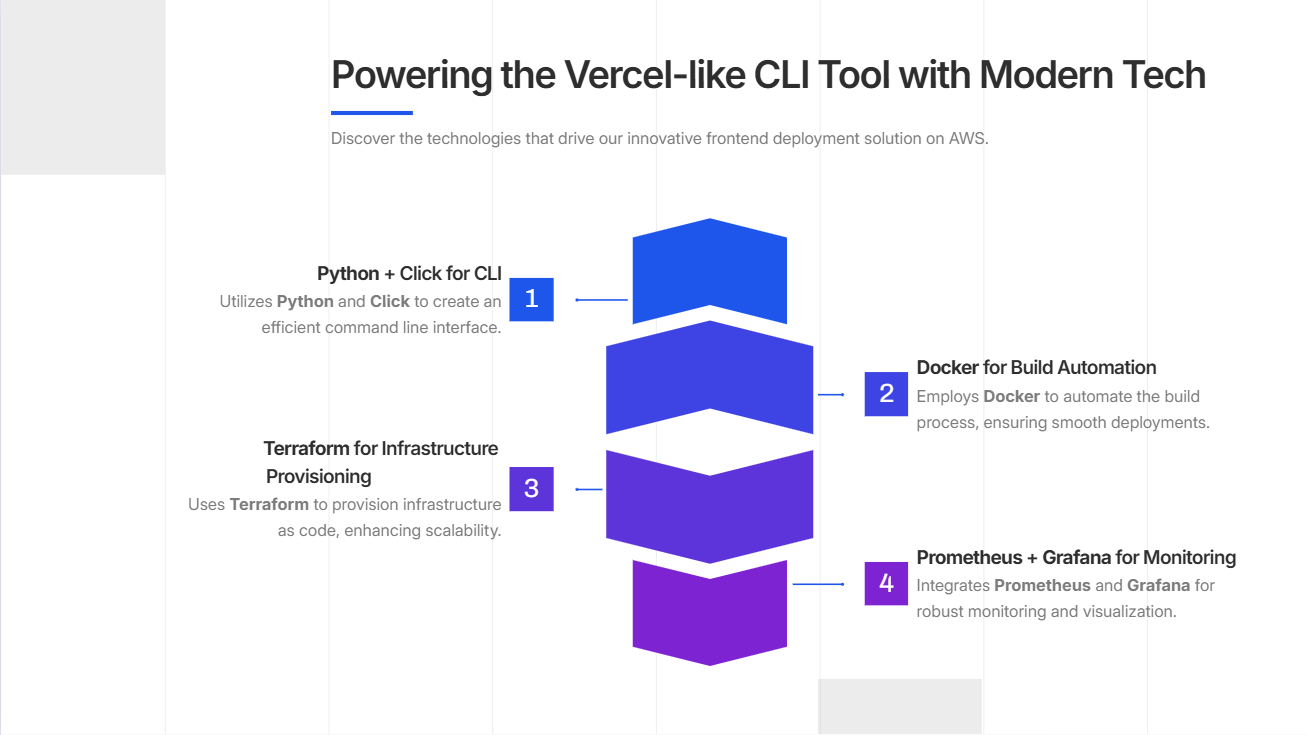 Powering the Vercel-like CLI Tool with Modern Tech
Discover the technologies that drive our innovative frontend deployment solution on AWS.
Python + Click for CLI
Utilizes Python and Click to create an
efficient command line interface.
1
Docker for Build Automation
2
Employs Docker to automate the build
process, ensuring smooth deployments.
Terraform for Infrastructure
Provisioning
3
Uses Terraform to provision infrastructure
as code, enhancing scalability.
Prometheus + Grafana for Monitoring
4
Integrates Prometheus and Grafana for
robust monitoring and visualization.